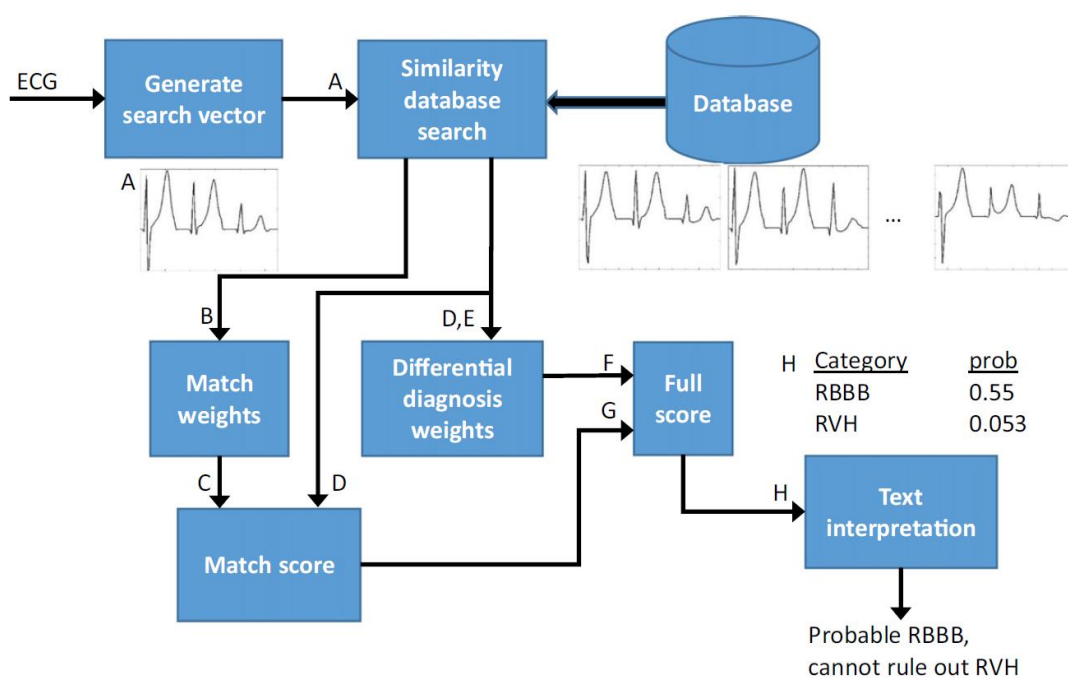 ECG
Generate
search vector
A
Similarity
database
search
Database
A
...
B
D,E
Match
weights
Differential
diagnosis
weights
F
G
Full
score
H
Category prob
RBBB 0.55
RVH 0.053
C
D
Match score
H
Text
interpretation
Probable RBBB,
cannot rule out RVH